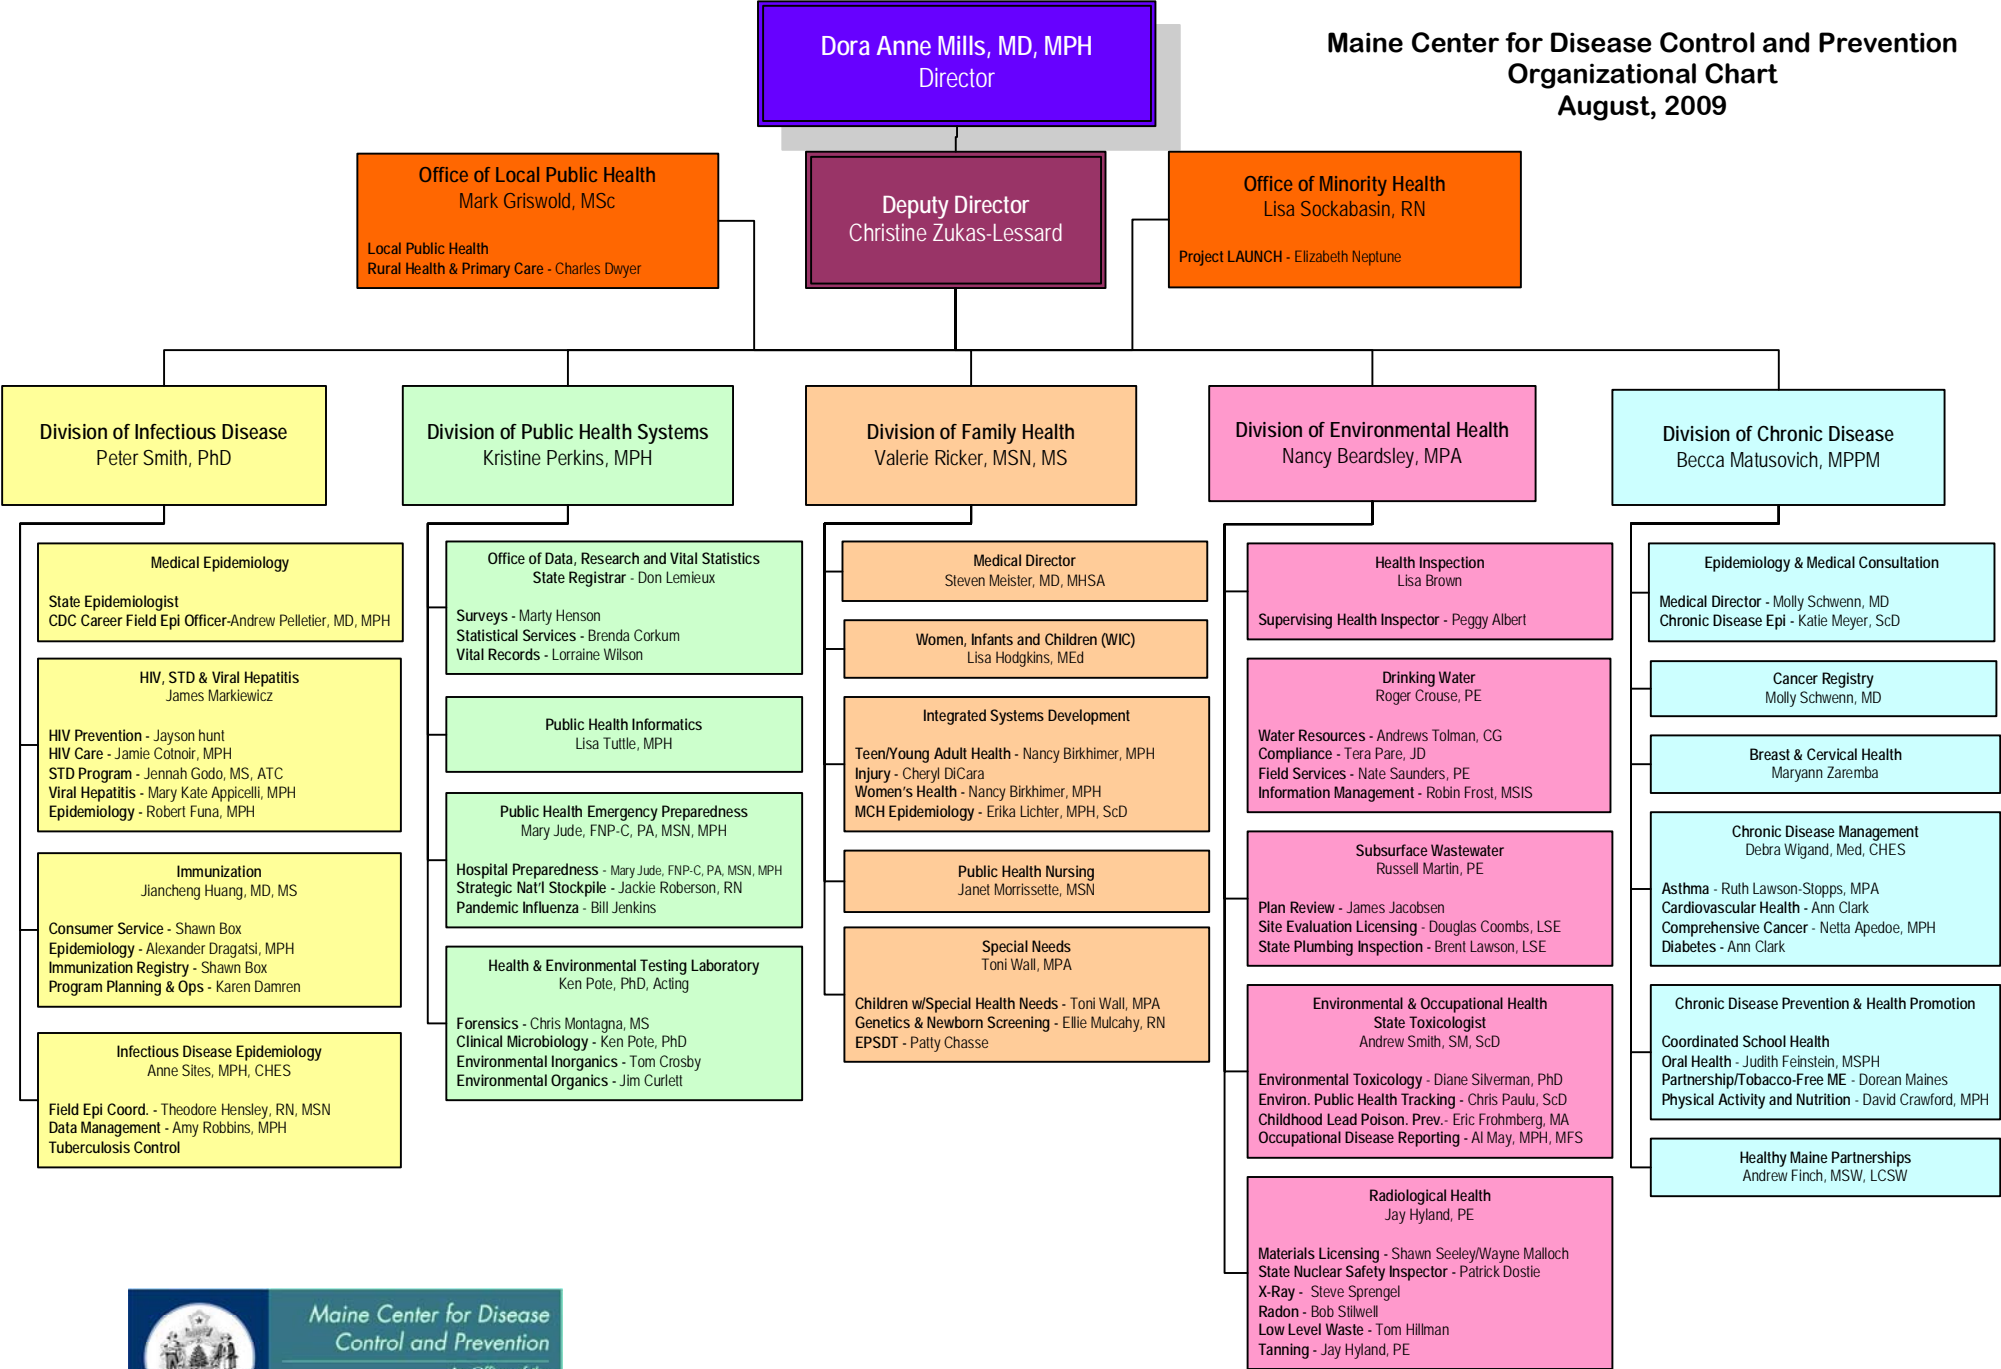 Maine Center for Disease Control and Prevention
Organizational Chart
August, 2009
Dora Anne Mills, MD, MPH
Director
Office of Local Public Health
Mark Griswold, MSc
Local Public Health
Rural Health & Primary Care - Charles Dwyer
Deputy Director
Christine Zukas-Lessard
Office of Minority Health
Lisa Sockabasin, RN
Project LAUNCH - Elizabeth Neptune
Division of Infectious Disease
Peter Smith, PhD
Medical Epidemiology
State Epidemiologist
CDC Career Field Epi Officer-Andrew Pelletier, MD, MPH
HIV, STD & Viral Hepatitis
James Markiewicz
HIV Prevention - Jayson hunt
HIV Care - Jamie Cotnoir, MPH
STD Program - Jennah Godo, MS, ATC
Viral Hepatitis - Mary Kate Appicelli, MPH
Epidemiology - Robert Funa, MPH
Immunization
Jiancheng Huang, MD, MS
Consumer Service - Shawn Box
Epidemiology - Alexander Dragatsi, MPH
Immunization Registry - Shawn Box
Program Planning & Ops - Karen Damren
Infectious Disease Epidemiology
Anne Sites, MPH, CHES
Field Epi Coord. - Theodore Hensley, RN, MSN
Data Management - Amy Robbins, MPH
Tuberculosis Control
Division of Public Health Systems
Kristine Perkins, MPH
Office of Data, Research and Vital Statistics
State Registrar - Don Lemieux
Surveys - Marty Henson
Statistical Services - Brenda Corkum
Vital Records - Lorraine Wilson
Public Health Informatics
Lisa Tuttle, MPH
Public Health Emergency Preparedness
Mary Jude, FNP-C, PA, MSN, MPH
Hospital Preparedness - Mary Jude, FNP-C, PA, MSN, MPH
Strategic Nat'l Stockpile - Jackie Roberson, RN
Pandemic Influenza - Bill Jenkins
Health & Environmental Testing Laboratory
Ken Pote, PhD, Acting
Forensics - Chris Montagna, MS
Clinical Microbiology - Ken Pote, PhD
Environmental Inorganics - Tom Crosby
Environmental Organics - Jim Curlett
Division of Family Health
Valerie Ricker, MSN, MS
Medical Director
Steven Meister, MD, MHSA
Women, Infants and Children (WIC)
Lisa Hodgkins, MEd
Integrated Systems Development
Teen/Young Adult Health - Nancy Birkhimer, MPH
Injury - Cheryl DiCara
Women's Health - Nancy Birkhimer, MPH
MCH Epidemiology - Erika Lichter, MPH, ScD
Public Health Nursing
Janet Morrissette, MSN
Special Needs
Toni Wall, MPA
Children w/Special Health Needs - Toni Wall, MPA
Genetics & Newborn Screening - Ellie Mulcahy, RN
EPSDT - Patty Chasse
Division of Environmental Health
Nancy Beardsley, MPA
Health Inspection
Lisa Brown
Supervising Health Inspector - Peggy Albert
Drinking Water
Roger Crouse, PE
Water Resources - Andrews Tolman, CG
Compliance - Tera Pare, JD
Field Services - Nate Saunders, PE
Information Management - Robin Frost, MSIS
Subsurface Wastewater
Russell Martin, PE
Plan Review - James Jacobsen
Site Evaluation Licensing - Douglas Coombs, LSE
State Plumbing Inspection - Brent Lawson, LSE
Environmental & Occupational Health
State Toxicologist
Andrew Smith, SM, ScD
Environmental Toxicology - Diane Silverman, PhD
Environ. Public Health Tracking - Chris Paulu, ScD
Childhood Lead Poison. Prev.- Eric Frohmberg, MA
Occupational Disease Reporting - Al May, MPH, MFS
Radiological Health
Jay Hyland, PE
Materials Licensing - Shawn Seeley/Wayne Malloch
State Nuclear Safety Inspector - Patrick Dostie
X-Ray - Steve Sprengel
Radon - Bob Stilwell
Low Level Waste - Tom Hillman
Tanning - Jay Hyland, PE
Division of Chronic Disease
Becca Matusovich, MPPM
Epidemiology & Medical Consultation
Medical Director - Molly Schwenn, MD
Chronic Disease Epi - Katie Meyer, ScD
Cancer Registry
Molly Schwenn, MD
Breast & Cervical Health
Maryann Zaremba
Chronic Disease Management
Debra Wigand, Med, CHES
Asthma - Ruth Lawson-Stopps, MPA
Cardiovascular Health - Ann Clark
Comprehensive Cancer - Netta Apedoe, MPH
Diabetes - Ann Clark
Chronic Disease Prevention & Health Promotion
Coordinated School Health
Oral Health - Judith Feinstein, MSPH
Partnership/Tobacco-Free ME - Dorean Maines
Physical Activity and Nutrition - David Crawford, MPH
Healthy Maine Partnerships
Andrew Finch, MSW, LCSW
Maine Center for Disease
Control and Prevention